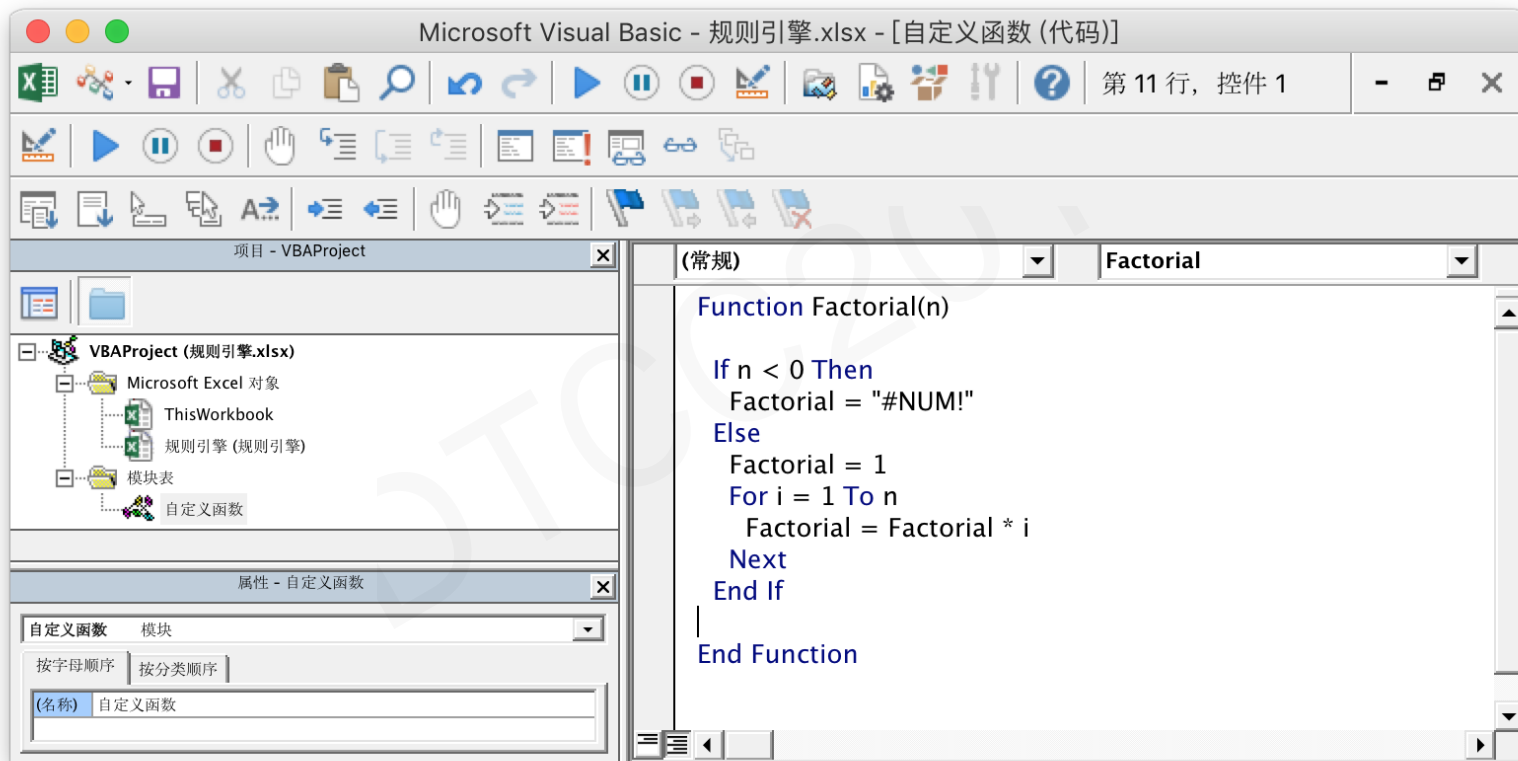 Microsoft Visual Basic - 规则引擎.xlsx - [自定义函数 (代码)]
第 11 行, 控件 1
项目 - VBAProject
VBAProject (规则引擎.xlsx)
Microsoft Excel 对象
ThisWorkbook
规则引擎 (规则引擎)
模块表
自定义函数
属性 - 自定义函数
自定义函数 模块
按字母顺序 按分类顺序
(名称) 自定义函数
(常规) Factorial
Function Factorial(n)
If n < 0 Then
Factorial = "#NUM!"
Else
Factorial = 1
For i = 1 To n
Factorial = Factorial * i
Next
End If
End Function